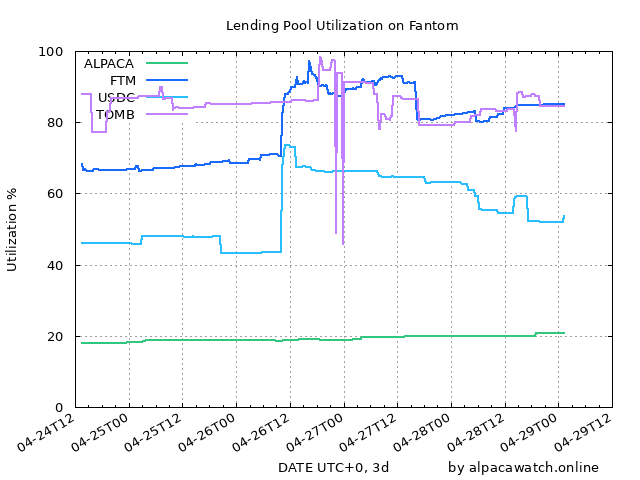 Lending Pool Utilization on Fantom
Utilization %
100
80
60
40
20
0
ALPACA
FTM
USDC
TOMB
04-24T12
04-25T00
04-25T12
04-26T00
04-26T12
04-27T00
04-27T12
04-28T00
04-28T12
04-29T00
04-29T12
DATE UTC+0, 3d
by alpacawatch.online